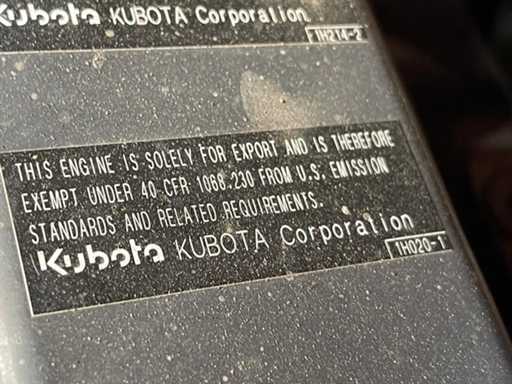 Kubota KUBOTA Corporation.
1H214-2
THIS ENGINE IS SOLELY FOR EXPORT AND IS THEREFORE
EXEMPT UNDER 40 CFR 1068.230 FROM U.S. EMISSION
STANDARDS AND RELATED REQUIREMENTS.
Kubota KUBOTA Corporation
1H020-1